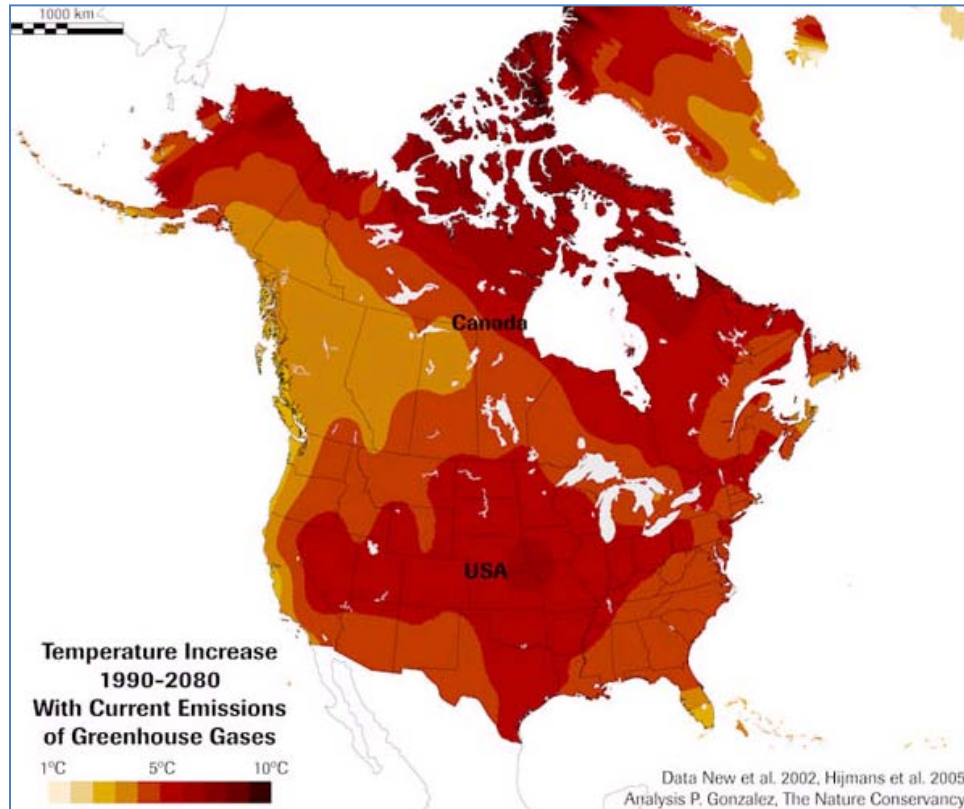 1000 km
Canada
USA
Temperature Increase
1990-2080
With Current Emissions
of Greenhouse Gases
1°C 5°C 10°C
Data New et al. 2002, Hijmans et al. 2005
Analysis P. Gonzalez, The Nature Conservancy